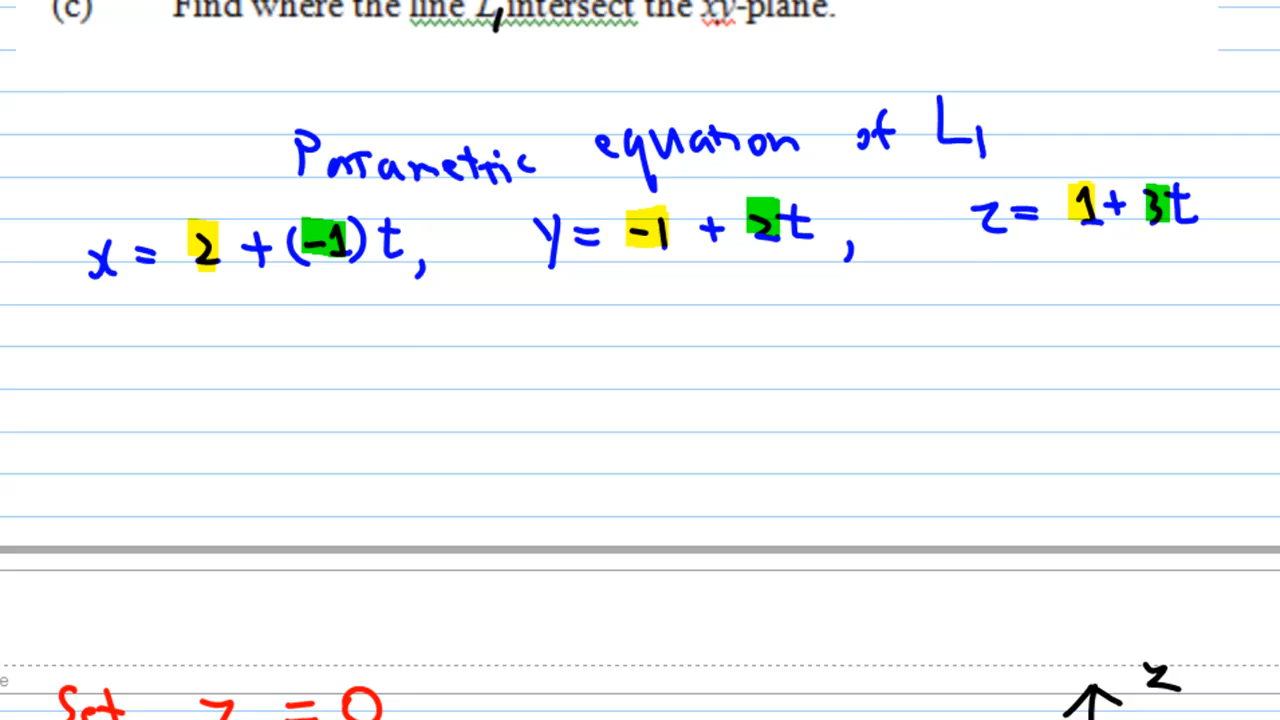 (c) Find where the line L1 intersect the xy-plane.
Parametric equation of L1
x = 2 + (-1) t, y = -1 + 2t, z = 1 + 3t
z
e
Set z = 0